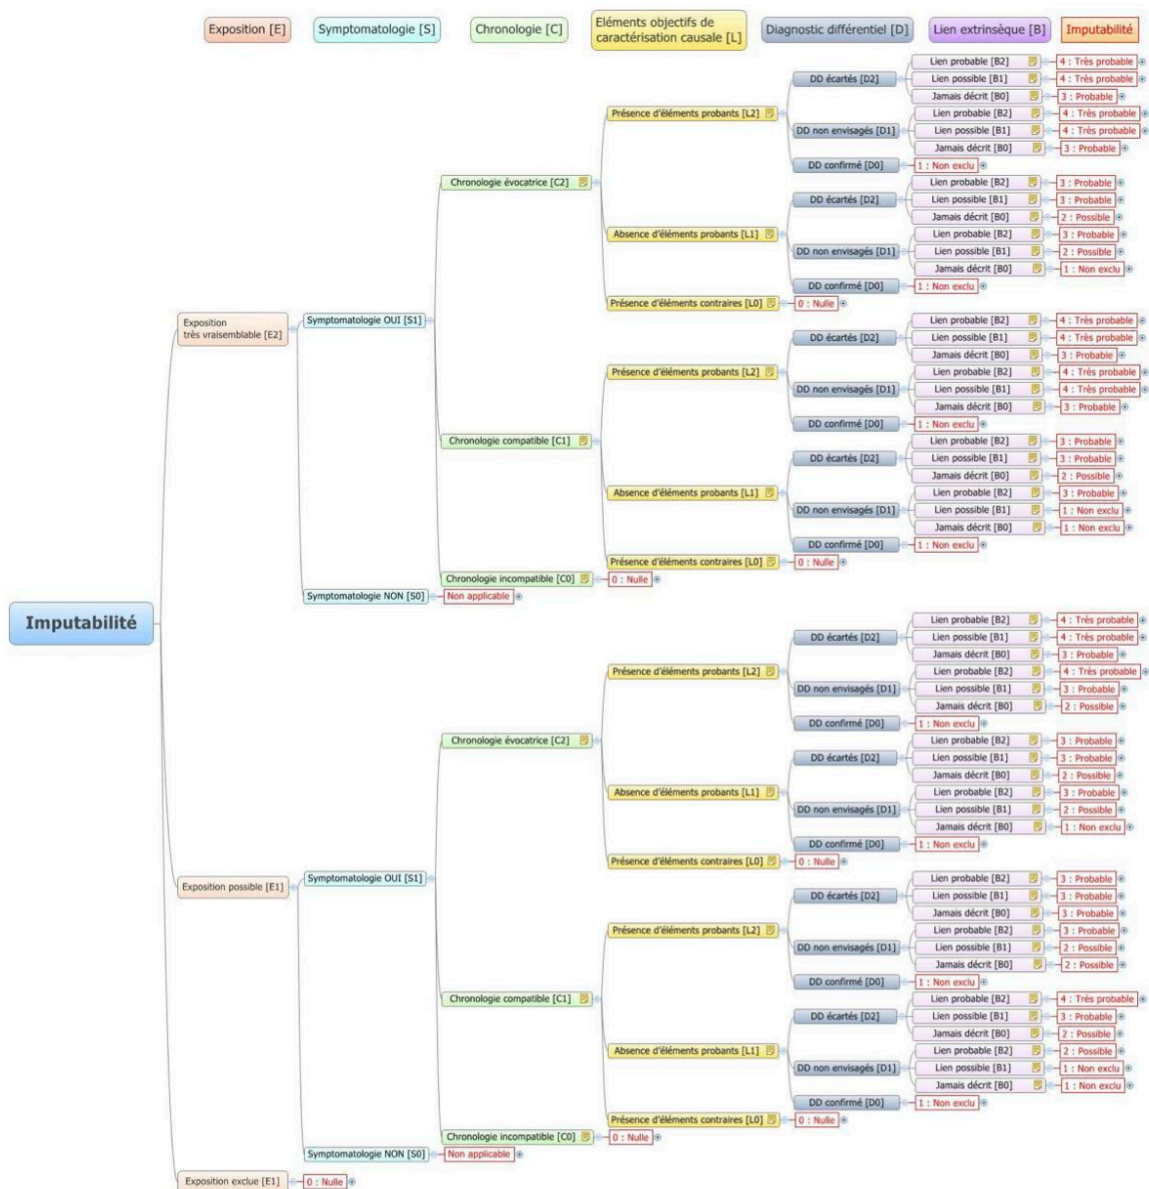 Exposition [E]
Symptomatologie [S]
Chronologie [C]
Eléments objectifs de
caractérisation causale [L]
Diagnostic différentiel [D]
Lien extrinsèque [B]
Imputabilité
Lien probable [B2]
4 : Très probable
DD écartés [D2]
Lien possible [B1]
4 : Très probable
Jamais décrit [B0]
3 : Probable
Présence d'éléments probants [L2]
Lien probable [B2]
4 : Très probable
DD non envisagés [D1]
Lien possible [B1]
4 : Très probable
Jamais décrit [B0]
3 : Probable
DD confirmé [D0]
1 : Non exclu
Chronologie évocatrice [C2]
Lien probable [B2]
3 : Probable
DD écartés [D2]
Lien possible [B1]
3 : Probable
Jamais décrit [B0]
2 : Possible
Absence d'éléments probants [L1]
Lien probable [B2]
3 : Probable
DD non envisagés [D1]
Lien possible [B1]
2 : Possible
Jamais décrit [B0]
1 : Non exclu
DD confirmé [D0]
1 : Non exclu
Présence d'éléments contraires [L0]
0 : Nulle
Exposition
très vraisemblable [E2]
Symptomatologie OUI [S1]
Lien probable [B2]
4 : Très probable
DD écartés [D2]
Lien possible [B1]
4 : Très probable
Jamais décrit [B0]
3 : Probable
Présence d'éléments probants [L2]
Lien probable [B2]
4 : Très probable
DD non envisagés [D1]
Lien possible [B1]
4 : Très probable
Jamais décrit [B0]
3 : Probable
DD confirmé [D0]
1 : Non exclu
Chronologie compatible [C1]
Lien probable [B2]
3 : Probable
DD écartés [D2]
Lien possible [B1]
3 : Probable
Jamais décrit [B0]
2 : Possible
Absence d'éléments probants [L1]
Lien probable [B2]
3 : Probable
DD non envisagés [D1]
Lien possible [B1]
1 : Non exclu
Jamais décrit [B0]
1 : Non exclu
DD confirmé [D0]
1 : Non exclu
Présence d'éléments contraires [L0]
0 : Nulle
Chronologie incompatible [C0]
0 : Nulle
Symptomatologie NON [S0]
Non applicable
Imputabilité
Lien probable [B2]
4 : Très probable
DD écartés [D2]
Lien possible [B1]
4 : Très probable
Jamais décrit [B0]
3 : Probable
Présence d'éléments probants [L2]
Lien probable [B2]
4 : Très probable
DD non envisagés [D1]
Lien possible [B1]
3 : Probable
Jamais décrit [B0]
2 : Possible
DD confirmé [D0]
1 : Non exclu
Chronologie évocatrice [C2]
Lien probable [B2]
3 : Probable
DD écartés [D2]
Lien possible [B1]
3 : Probable
Jamais décrit [B0]
2 : Possible
Absence d'éléments probants [L1]
Lien probable [B2]
3 : Probable
DD non envisagés [D1]
Lien possible [B1]
2 : Possible
Jamais décrit [B0]
1 : Non exclu
DD confirmé [D0]
1 : Non exclu
Présence d'éléments contraires [L0]
0 : Nulle
Exposition possible [E1]
Symptomatologie OUI [S1]
Lien probable [B2]
3 : Probable
DD écartés [D2]
Lien possible [B1]
3 : Probable
Jamais décrit [B0]
3 : Probable
Présence d'éléments probants [L2]
Lien probable [B2]
3 : Probable
DD non envisagés [D1]
Lien possible [B1]
2 : Possible
Jamais décrit [B0]
2 : Possible
DD confirmé [D0]
1 : Non exclu
Chronologie compatible [C1]
Lien probable [B2]
4 : Très probable
DD écartés [D2]
Lien possible [B1]
3 : Probable
Jamais décrit [B0]
2 : Possible
Absence d'éléments probants [L1]
Lien probable [B2]
2 : Possible
DD non envisagés [D1]
Lien possible [B1]
1 : Non exclu
Jamais décrit [B0]
1 : Non exclu
DD confirmé [D0]
1 : Non exclu
Présence d'éléments contraires [L0]
0 : Nulle
Chronologie incompatible [C0]
0 : Nulle
Symptomatologie NON [S0]
Non applicable
Exposition exclue [E1]
0 : Nulle